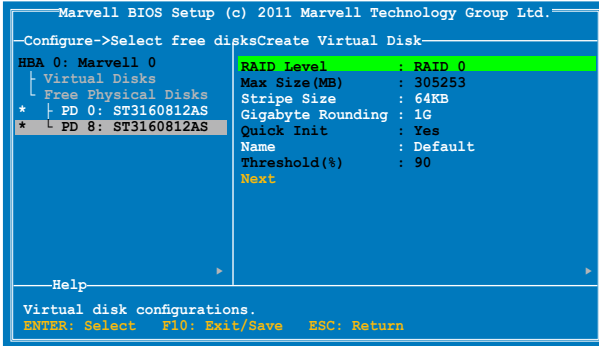 Marvell BIOS Setup (c) 2011 Marvell Technology Group Ltd.
Configure->Select free disksCreate Virtual Disk
HBA 0: Marvell 0
Virtual Disks
Free Physical Disks
* PD 0: ST3160812AS
* PD 8: ST3160812AS
RAID Level : RAID 0
Max Size(MB) : 305253
Stripe Size : 64KB
Gigabyte Rounding : 1G
Quick Init : Yes
Name : Default
Threshold(%) : 90
Next
Help
Virtual disk configurations.
ENTER: Select F10: Exit/Save ESC: Return